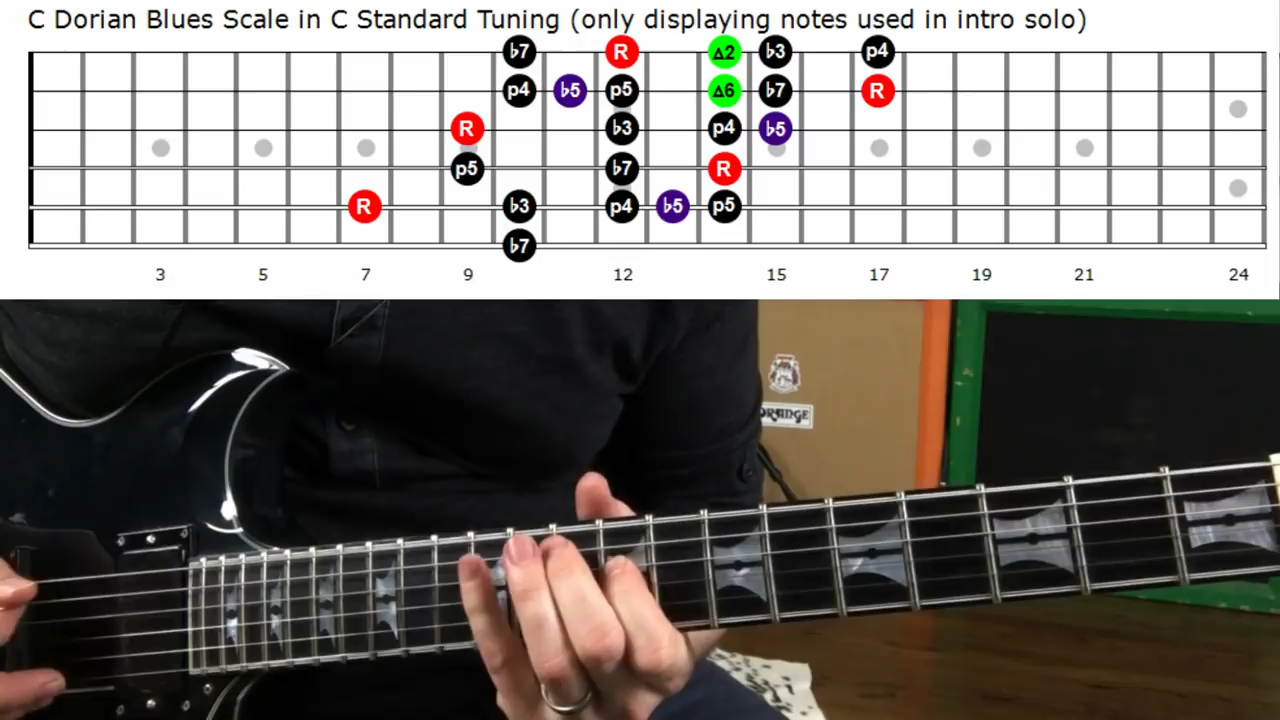 C Dorian Blues Scale in C Standard Tuning (only displaying notes used in intro solo)
♭7 R Δ2 ♭3 p4
p4 ♭5 p5 Δ6 ♭7 R
R ♭3 p4 ♭5
p5 ♭7 R
R ♭3 p4 ♭5 p5
♭7
3 5 7 9 12 15 17 19 21 24
ORANGE